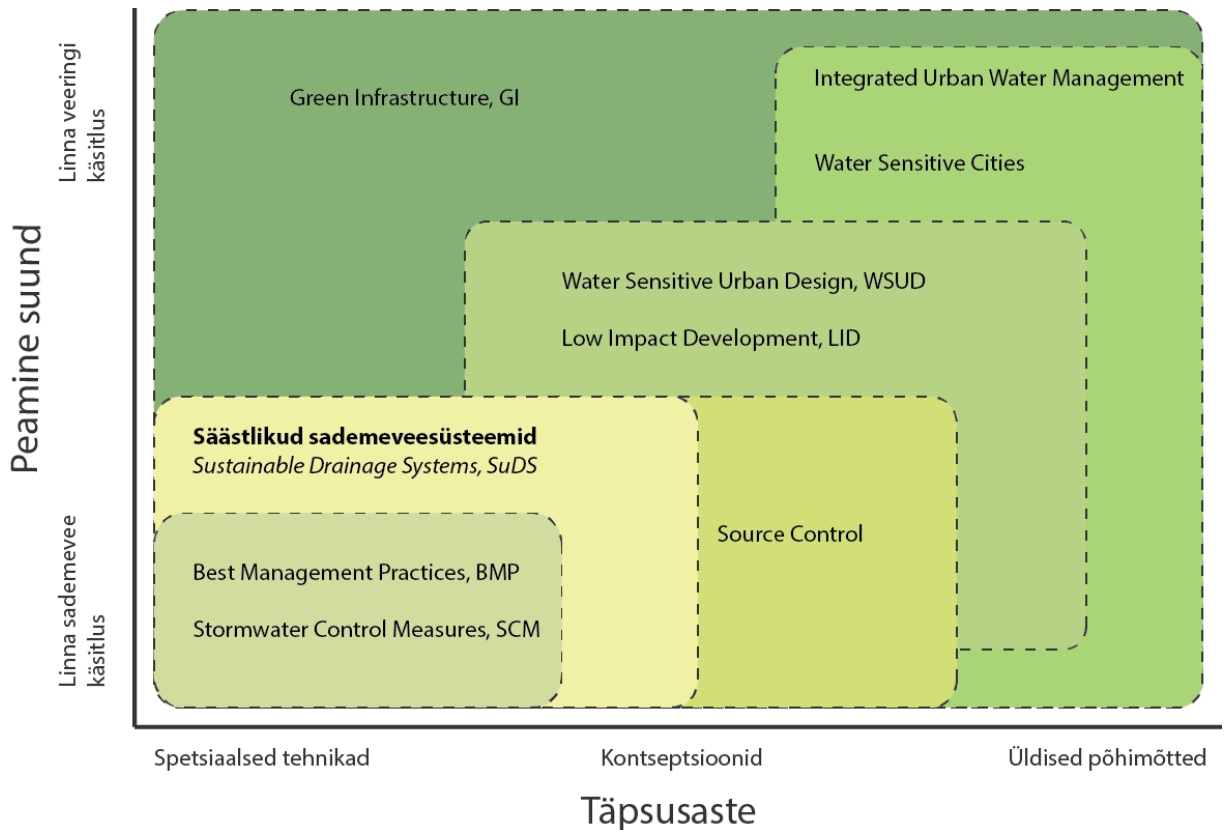 Peamine suund
Linna veeringi
käsitlus
Linna sademevee
käsitlus
Green Infrastructure, GI
Integrated Urban Water Management
Water Sensitive Cities
Water Sensitive Urban Design, WSUD
Low Impact Development, LID
Säästlikud sademeveesüsteemid
Sustainable Drainage Systems, SuDS
Source Control
Best Management Practices, BMP
Stormwater Control Measures, SCM
Spetsiaalsed tehnikad
Kontseptsioonid
Üldised põhimõtted
Täpsusaste